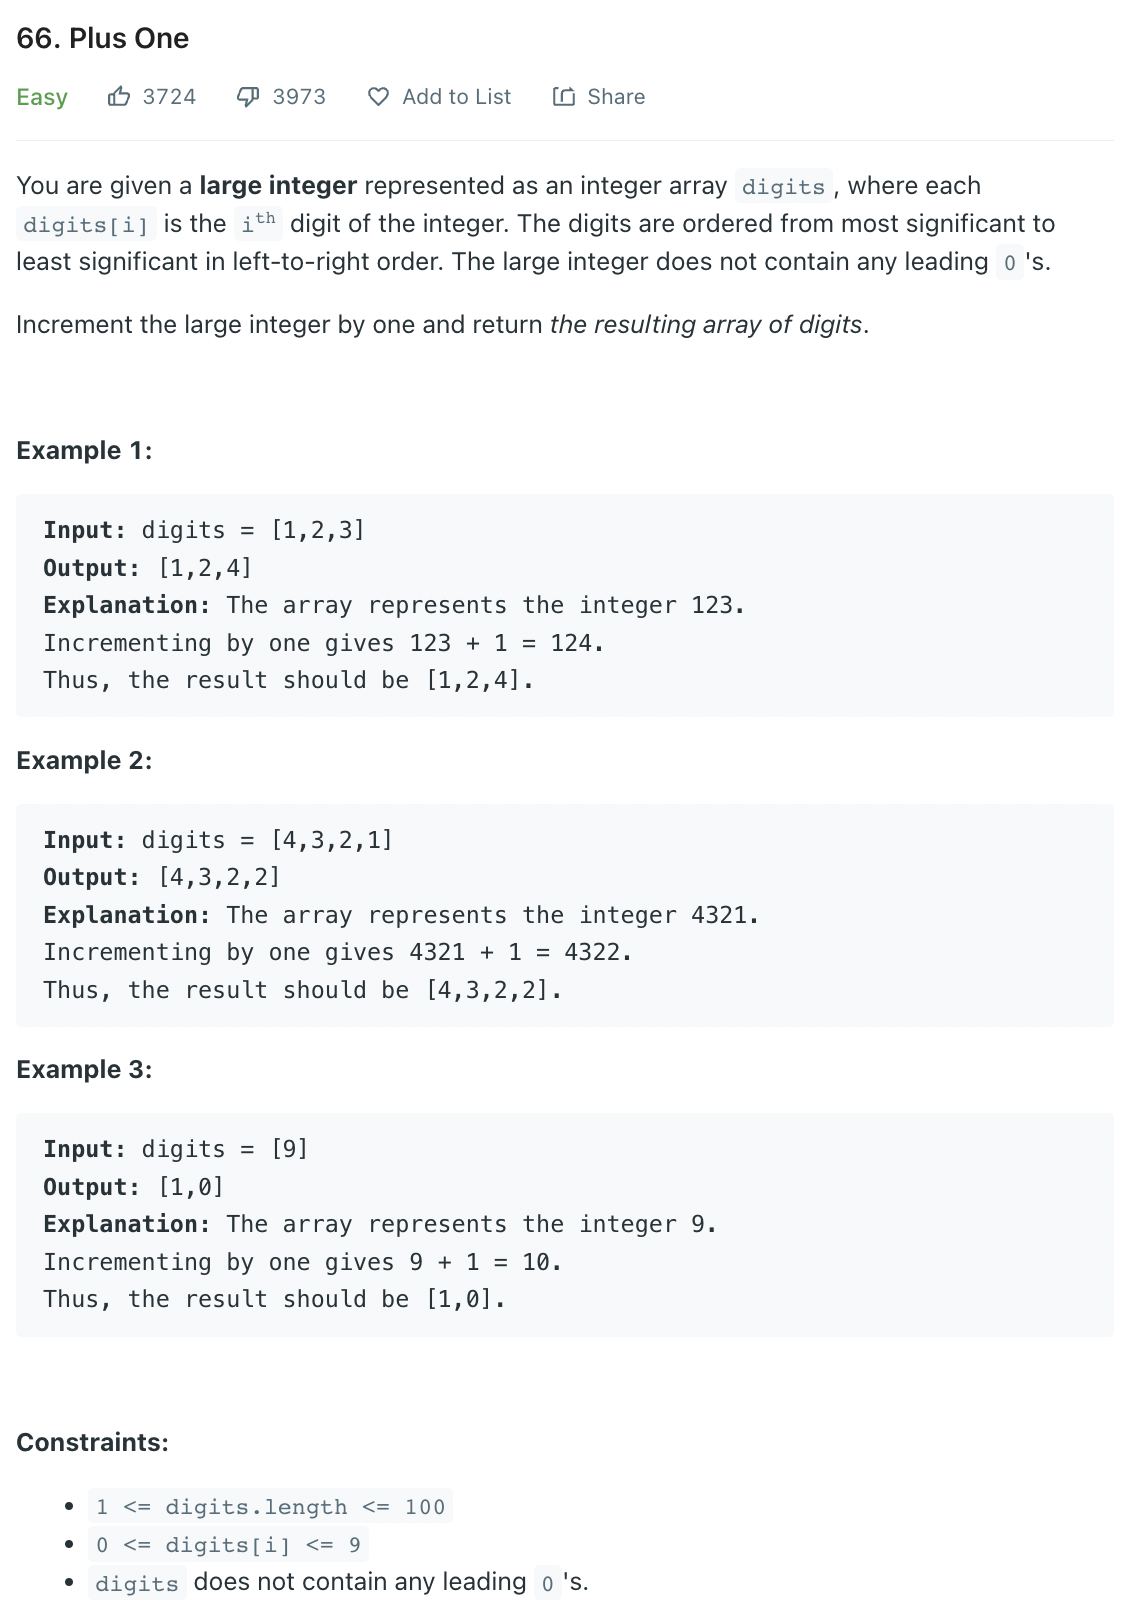 66. Plus One
Easy 3724 3973 Add to List Share
You are given a large integer represented as an integer array digits, where each
digits[i] is the ith digit of the integer. The digits are ordered from most significant to
least significant in left-to-right order. The large integer does not contain any leading 0's.
Increment the large integer by one and return the resulting array of digits.
Example 1:
Input: digits = [1,2,3]
Output: [1,2,4]
Explanation: The array represents the integer 123.
Incrementing by one gives 123 + 1 = 124.
Thus, the result should be [1,2,4].
Example 2:
Input: digits = [4,3,2,1]
Output: [4,3,2,2]
Explanation: The array represents the integer 4321.
Incrementing by one gives 4321 + 1 = 4322.
Thus, the result should be [4,3,2,2].
Example 3:
Input: digits = [9]
Output: [1,0]
Explanation: The array represents the integer 9.
Incrementing by one gives 9 + 1 = 10.
Thus, the result should be [1,0].
Constraints:
• 1 <= digits.length <= 100
• 0 <= digits[i] <= 9
• digits does not contain any leading 0's.